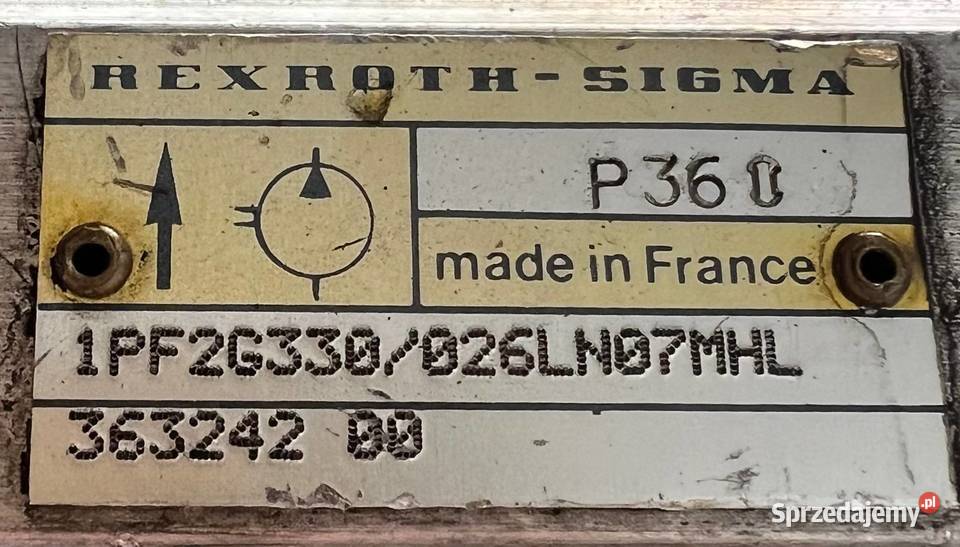 REXROTH - SIGMA
P360
made in France
1PF2G330/026LN07MHL
363242 00
Sprzedajemy.pl